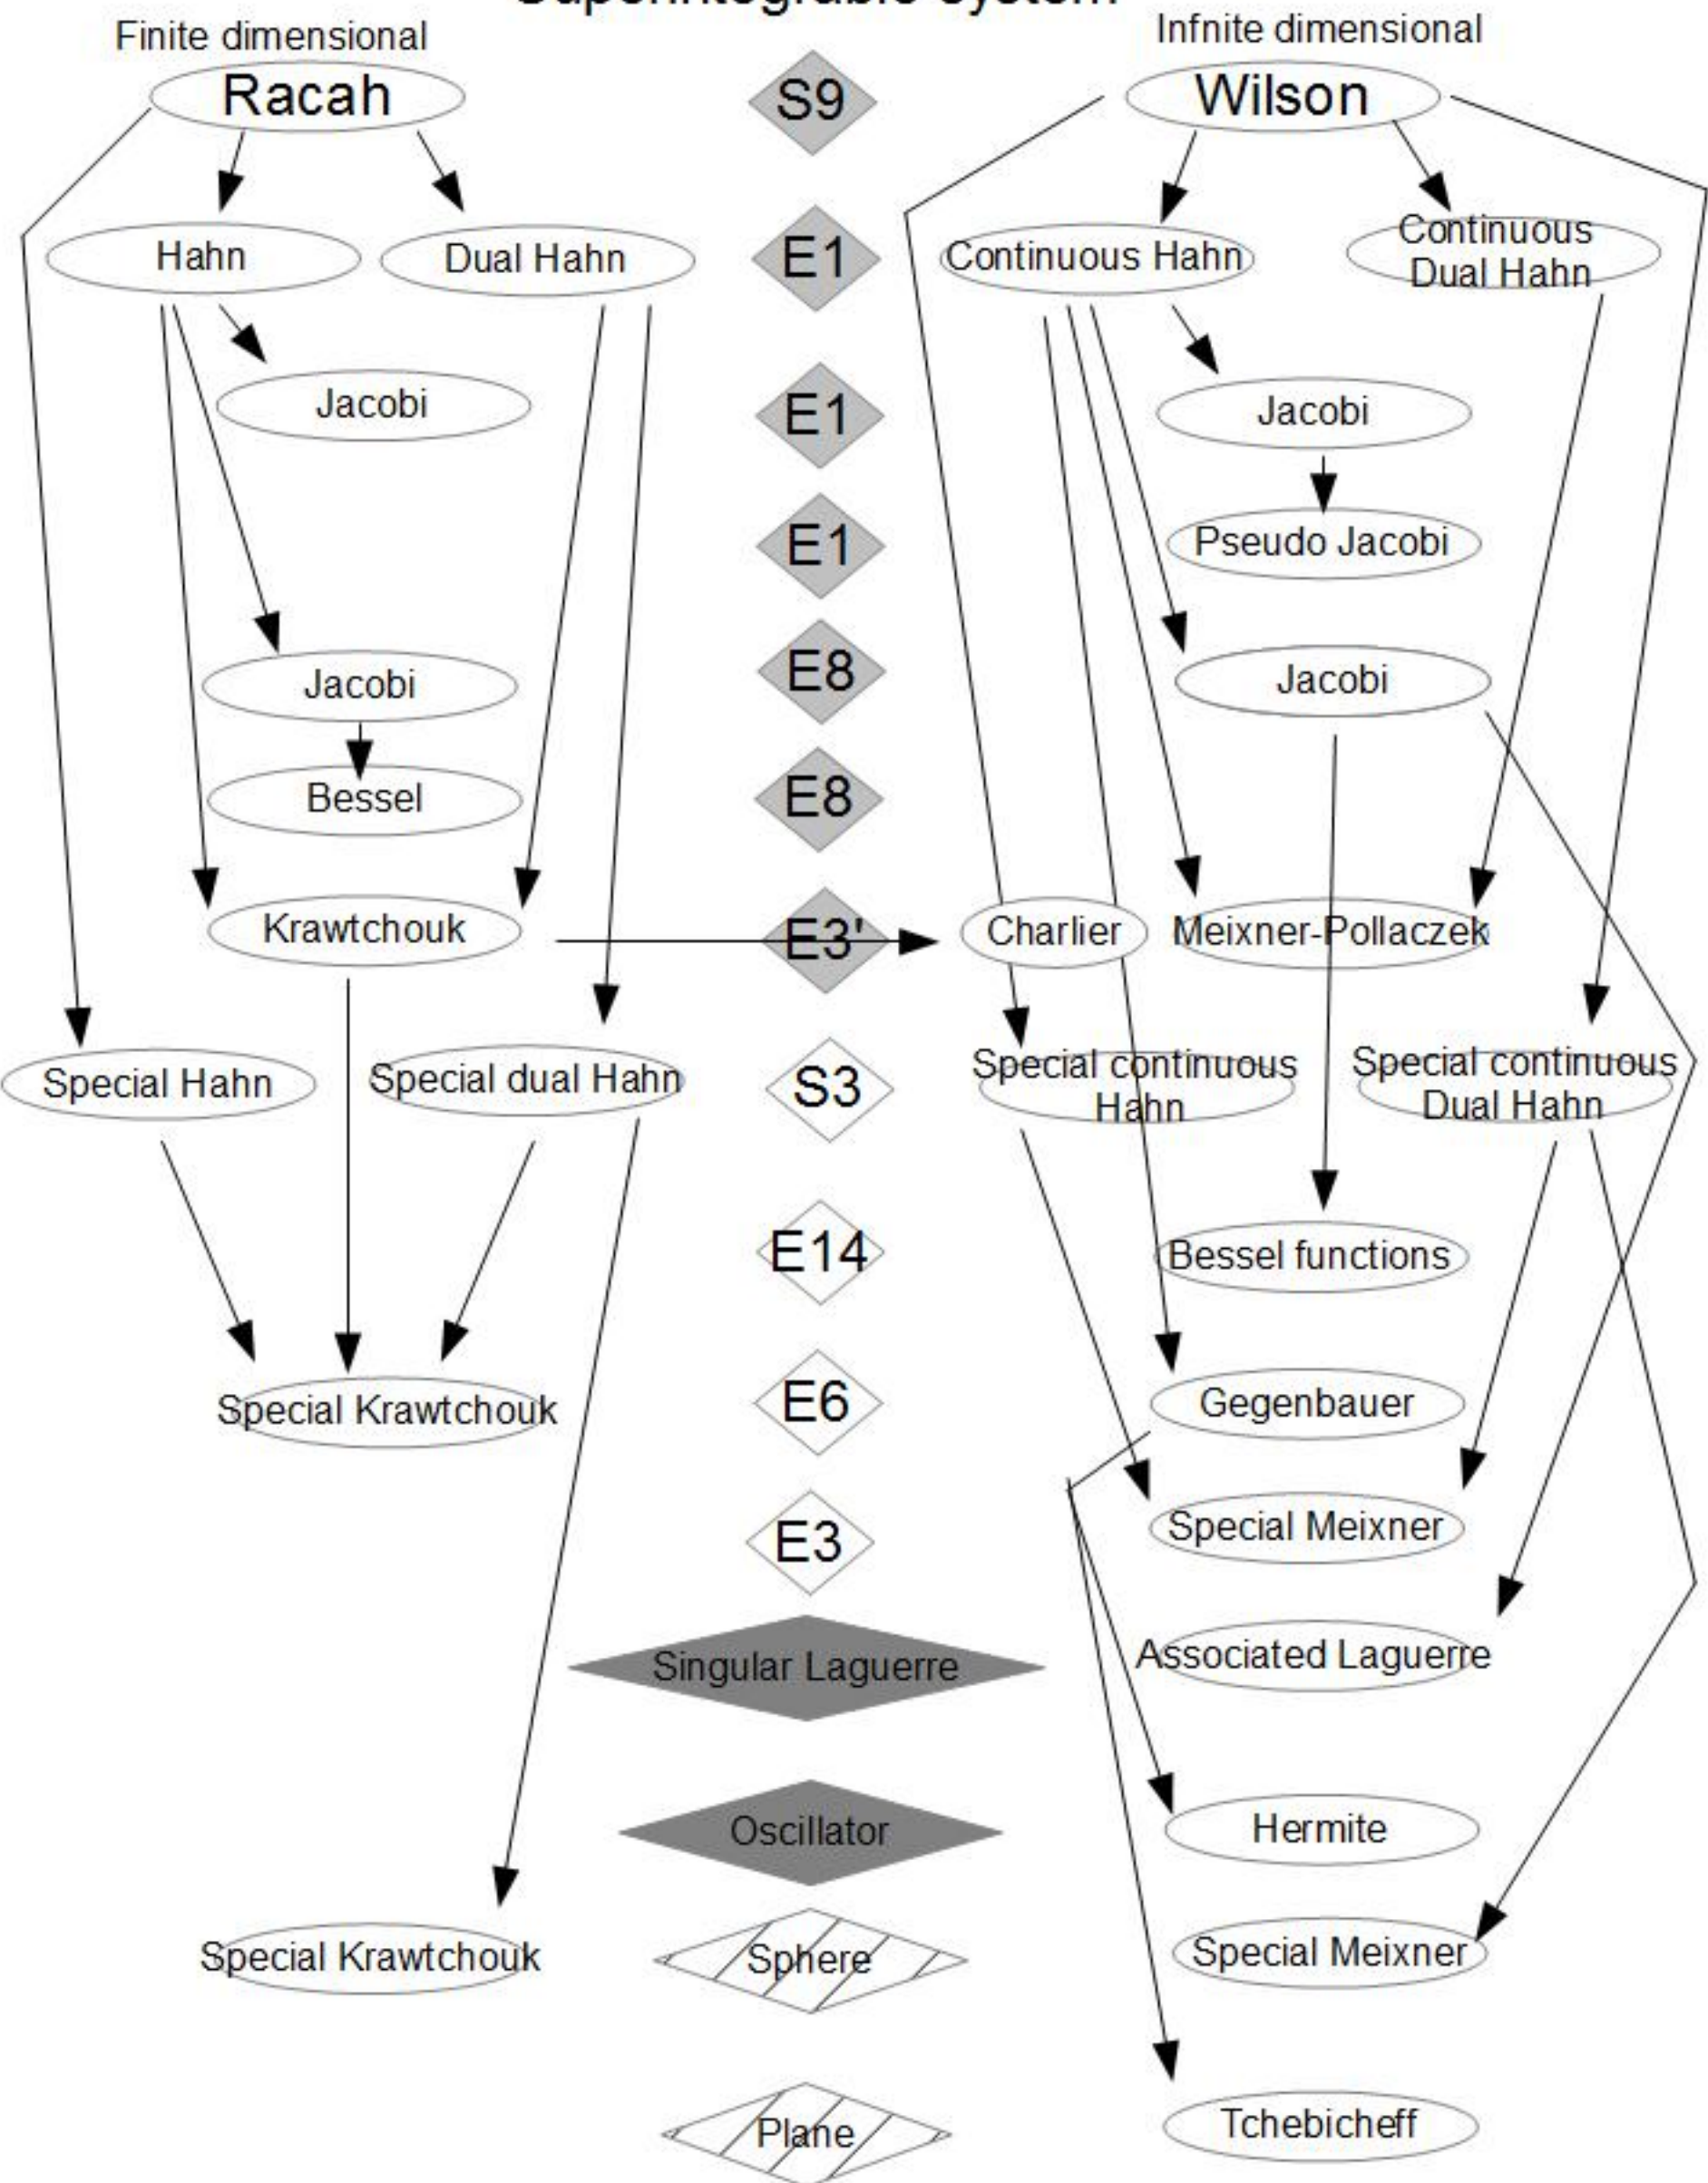 Superintegrable system
Finite dimensional
Infnite dimensional
Racah
S9
Wilson
Hahn
Dual Hahn
E1
Continuous Hahn
Continuous
Dual Hahn
Jacobi
E1
Jacobi
E1
Pseudo Jacobi
Jacobi
E8
Jacobi
Bessel
E8
Krawtchouk
E3'
Charlier
Meixner-Pollaczek
Special Hahn
Special dual Hahn
S3
Special continuous
Hahn
Special continuous
Dual Hahn
E14
Bessel functions
Special Krawtchouk
E6
Gegenbauer
E3
Special Meixner
Singular Laguerre
Associated Laguerre
Oscillator
Hermite
Special Krawtchouk
Sphere
Special Meixner
Plane
Tchebicheff